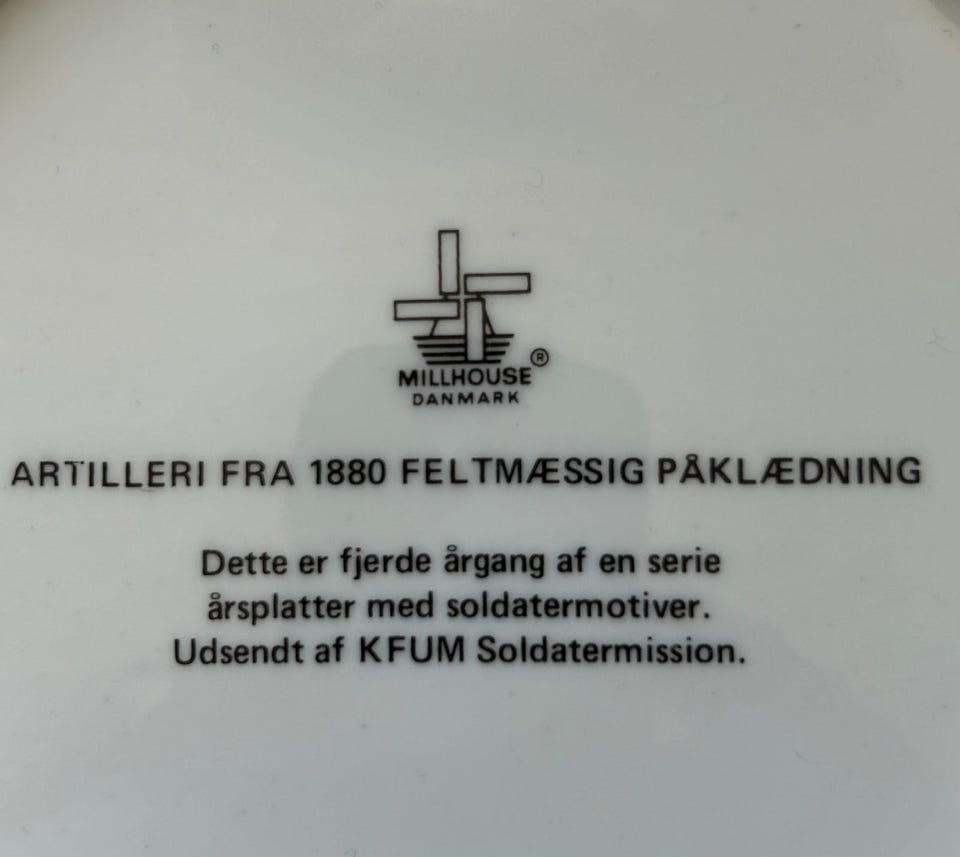 MILLHOUSE ®
DANMARK
ARTILLERI FRA 1880 FELTMÆSSIG PÅKLÆDNING
Dette er fjerde årgang af en serie
årsplatter med soldatermotiver.
Udsendt af KFUM Soldatermission.